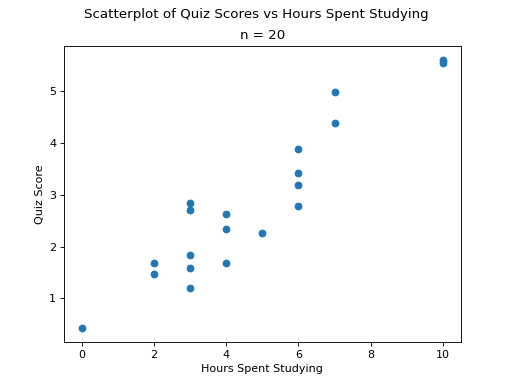 Scatterplot of Quiz Scores vs Hours Spent Studying
n = 20
5
4
3
2
1
Quiz Score
0 2 4 6 8 10
Hours Spent Studying